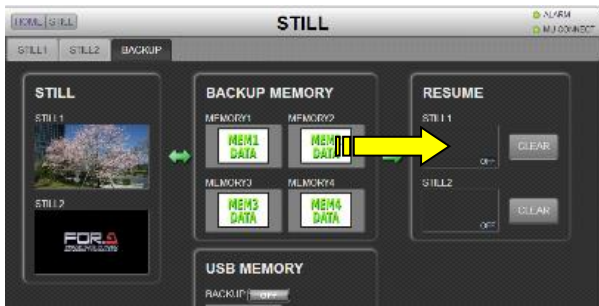 HOME STILL
STILL
ALARM
MU CONNECT
STILL1 STILL2 BACKUP
STILL
STILL1
STILL2
FOR.A
BACKUP MEMORY
MEMORY1 MEMORY2
MEM1 DATA
MEMORY3 MEMORY4
MEM3 DATA
MEM4 DATA
RESUME
STILL1
OFF
CLEAR
STILL2
OFF
CLEAR
USB MEMORY
BACKUP OFF